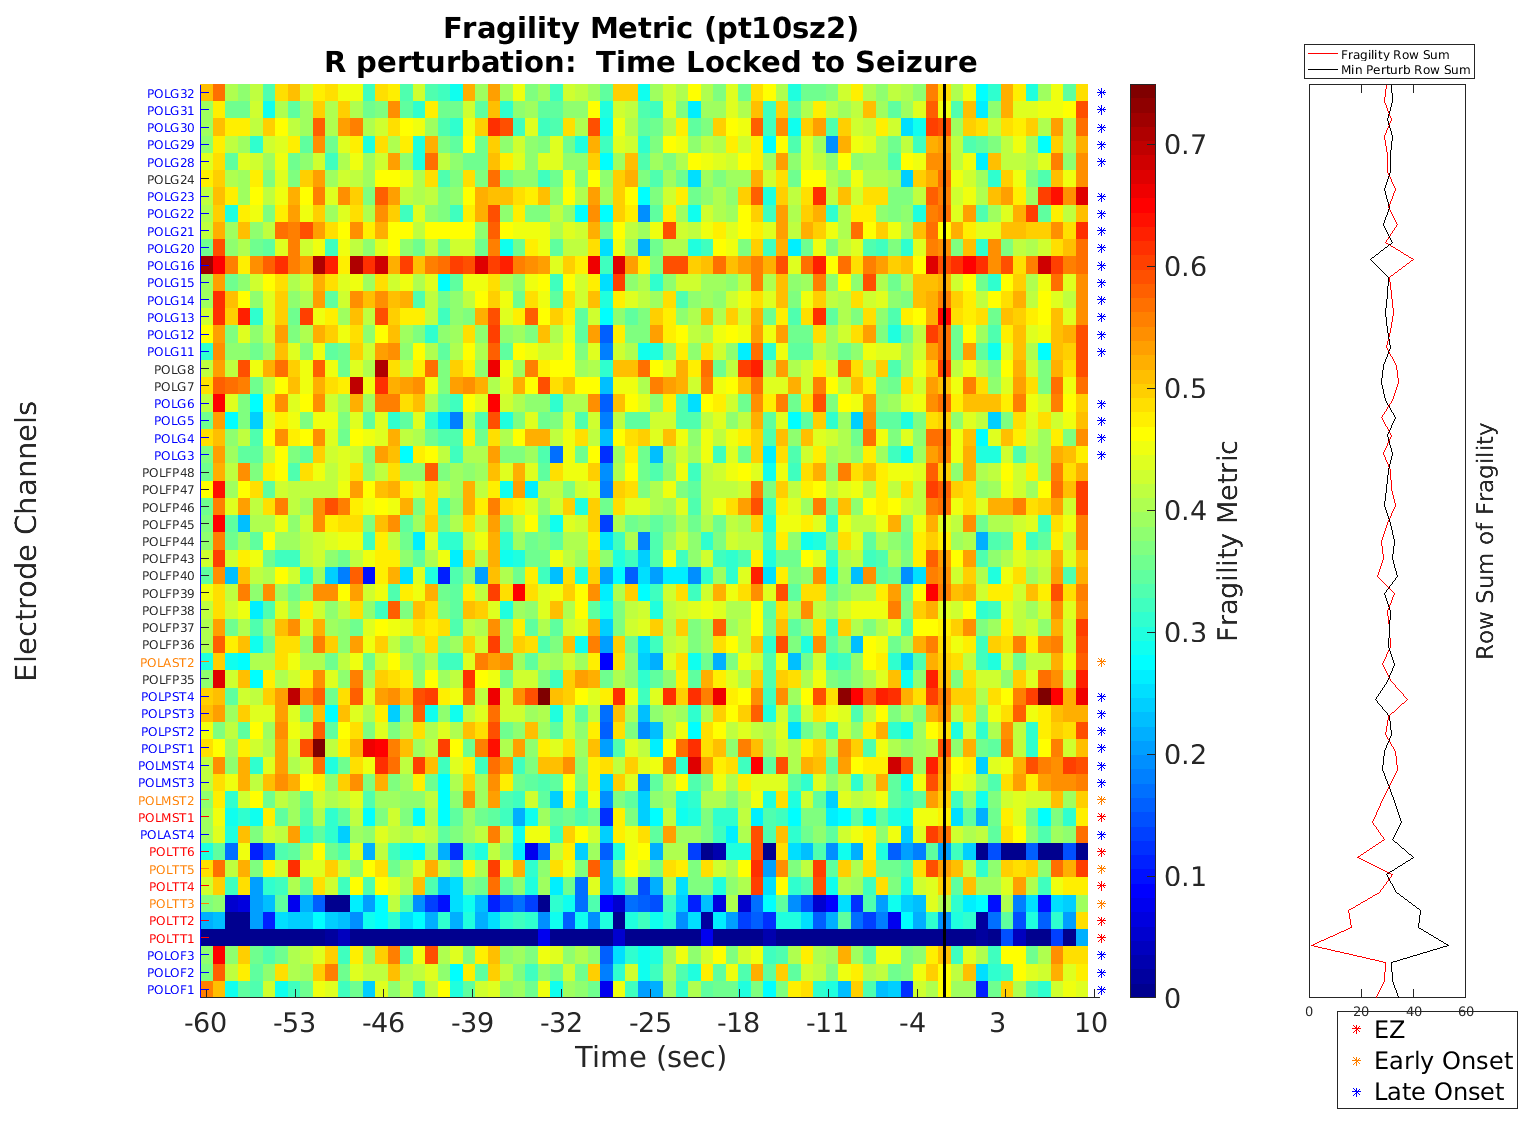 Fragility Metric (pt10sz2)
R perturbation: Time Locked to Seizure
Fragility Row Sum
Min Perturb Row Sum
Electrode Channels
POLG32
POLG31
POLG30
POLG29
POLG28
POLG24
POLG23
POLG22
POLG21
POLG20
POLG16
POLG15
POLG14
POLG13
POLG12
POLG11
POLG8
POLG7
POLG6
POLG5
POLG4
POLG3
POLFP48
POLFP47
POLFP46
POLFP45
POLFP44
POLFP43
POLFP40
POLFP39
POLFP38
POLFP37
POLFP36
POLAST2
POLFP35
POLPST4
POLPST3
POLPST2
POLPST1
POLMST4
POLMST3
POLMST2
POLMST1
POLAST4
POLTT6
POLTT5
POLTT4
POLTT3
POLTT2
POLTT1
POLOF3
POLOF2
POLOF1
-60 -53 -46 -39 -32 -25 -18 -11 -4 3 10
Time (sec)
0.7
0.6
0.5
0.4
0.3
0.2
0.1
0
Fragility Metric
0 20 40 60
Row Sum of Fragility
EZ
Early Onset
Late Onset